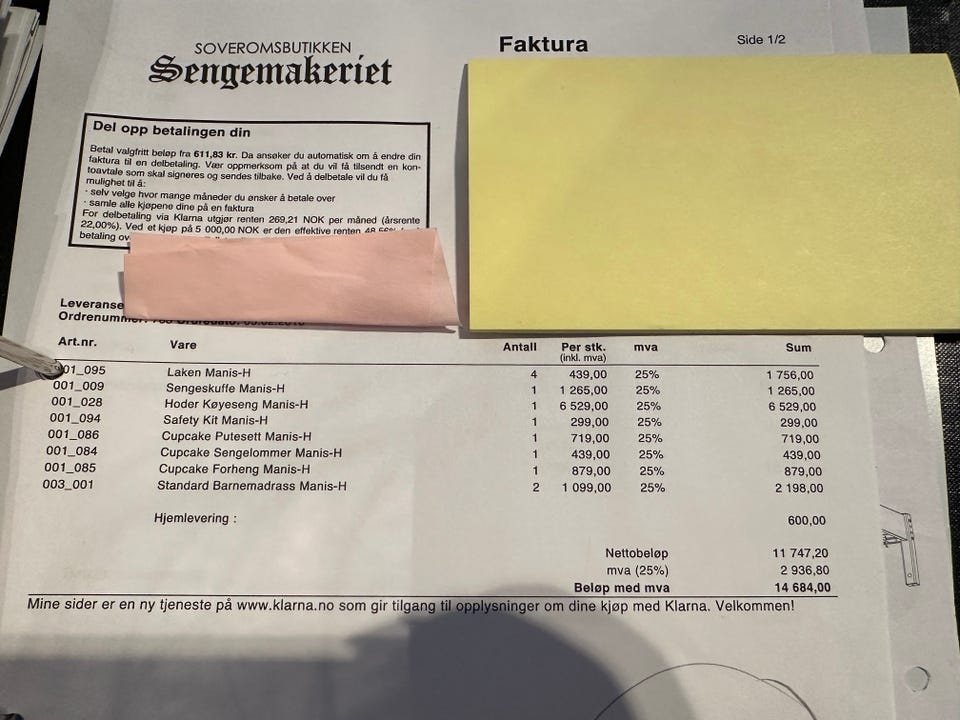 SOVEROMSBUTIKKEN
Sengemakeriet
Faktura
Side 1/2
Del opp betalingen din
Betal valgfritt beløp fra 611,83 kr. Da ansøker du automatisk om å endre din
faktura til en delbetaling. Vær oppmerksom på at du vil få tilsendt en kon-
toavtale som skal signeres og sendes tilbake. Ved å delbetale vil du få
mulighet til å:
· selv velge hvor mange måneder du ønsker å betale over
· samle alle kjøpene dine på en faktura
For delbetaling via Klarna utgjør renten 269,21 NOK per måned (årsrente
22,00%). Ved et kjøp på 5 000,00 NOK er den effektive renten
betaling
Leveranse
Art.nr. Vare Antall Per stk. mva Sum
(inkl. mva)
01_095 Laken Manis-H 4 439,00 25% 1 756,00
001_009 Sengeskuffe Manis-H 1 1 265,00 25% 1 265,00
001_028 Hoder Køyeseng Manis-H 1 6 529,00 25% 6 529,00
001_094 Safety Kit Manis-H 1 299,00 25% 299,00
001_086 Cupcake Putesett Manis-H 1 719,00 25% 719,00
001_084 Cupcake Sengelommer Manis-H 1 439,00 25% 439,00
001_085 Cupcake Forheng Manis-H 1 879,00 25% 879,00
003_001 Standard Barnemadrass Manis-H 2 1 099,00 25% 2 198,00
Hjemlevering : 600,00
Nettobeløp 11 747,20
mva (25%) 2 936,80
Beløp med mva 14 684,00
Mine sider er en ny tjeneste på www.klarna.no som gir tilgang til opplysninger om dine kjøp med Klarna. Velkommen!